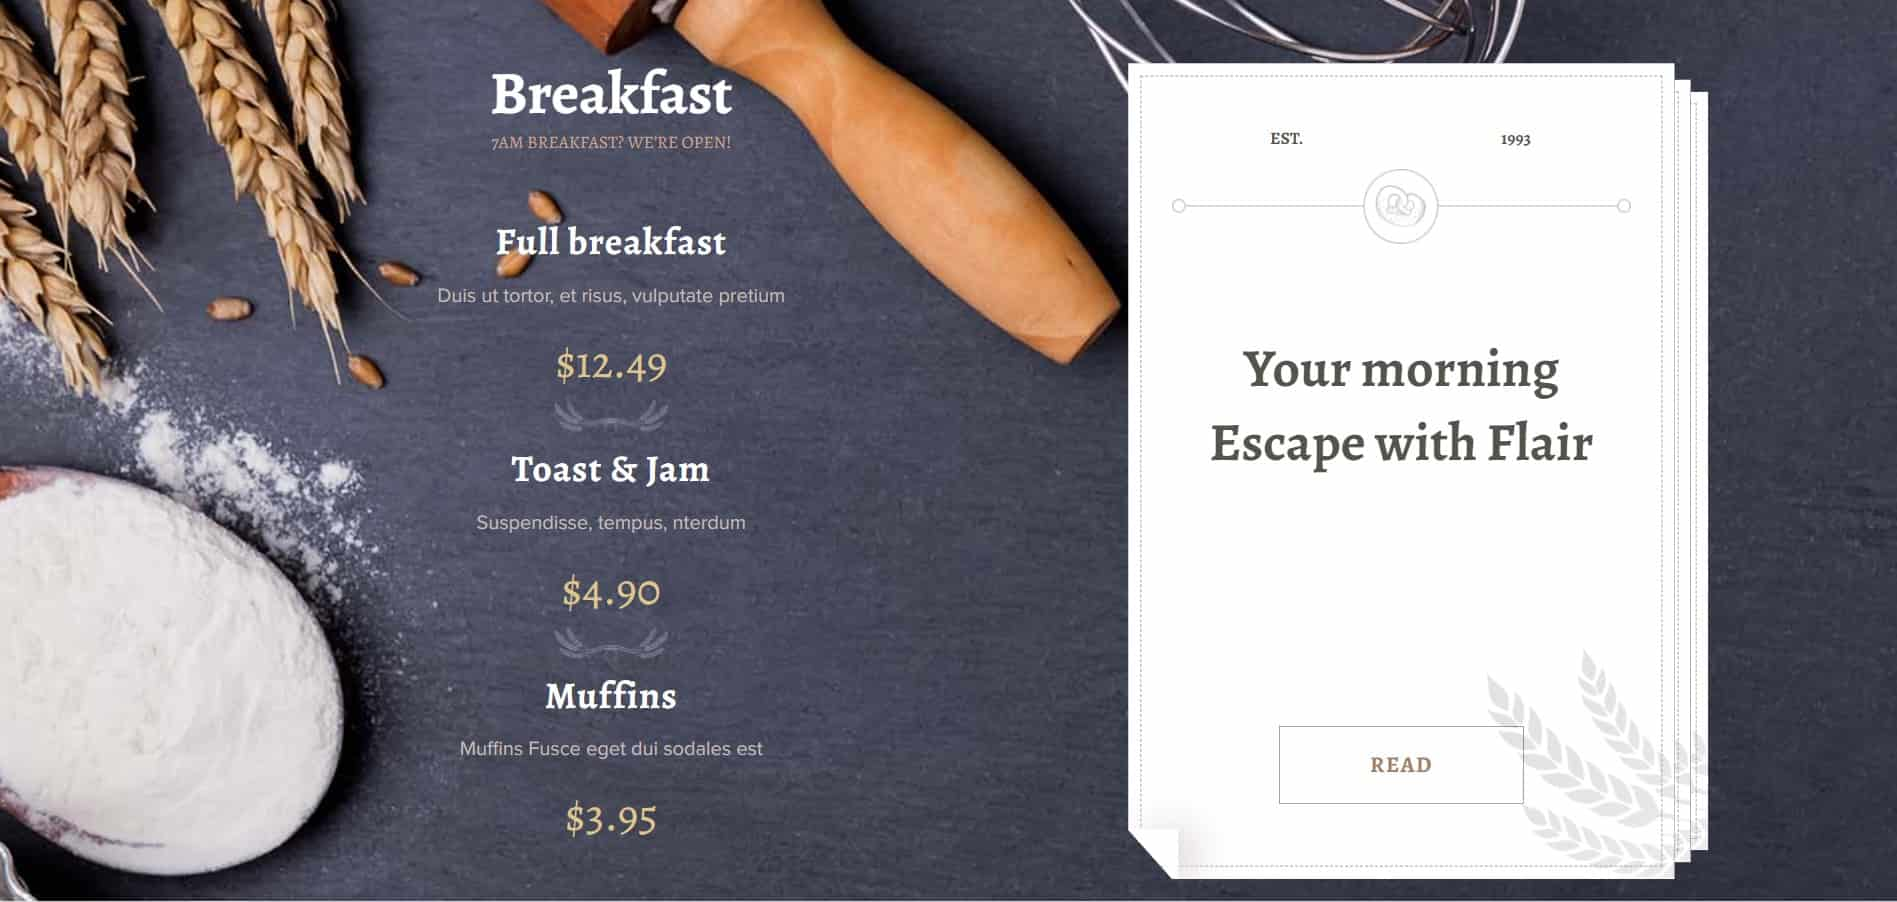 Breakfast
7AM BREAKFAST? WE'RE OPEN!
Full breakfast
Duis ut tortor, et risus, vulputate pretium
$12.49
Toast & Jam
Suspendisse, tempus, nterdum
$4.90
Muffins
Muffins Fusce eget dui sodales est
$3.95
EST. 1993
Your morning
Escape with Flair
READ